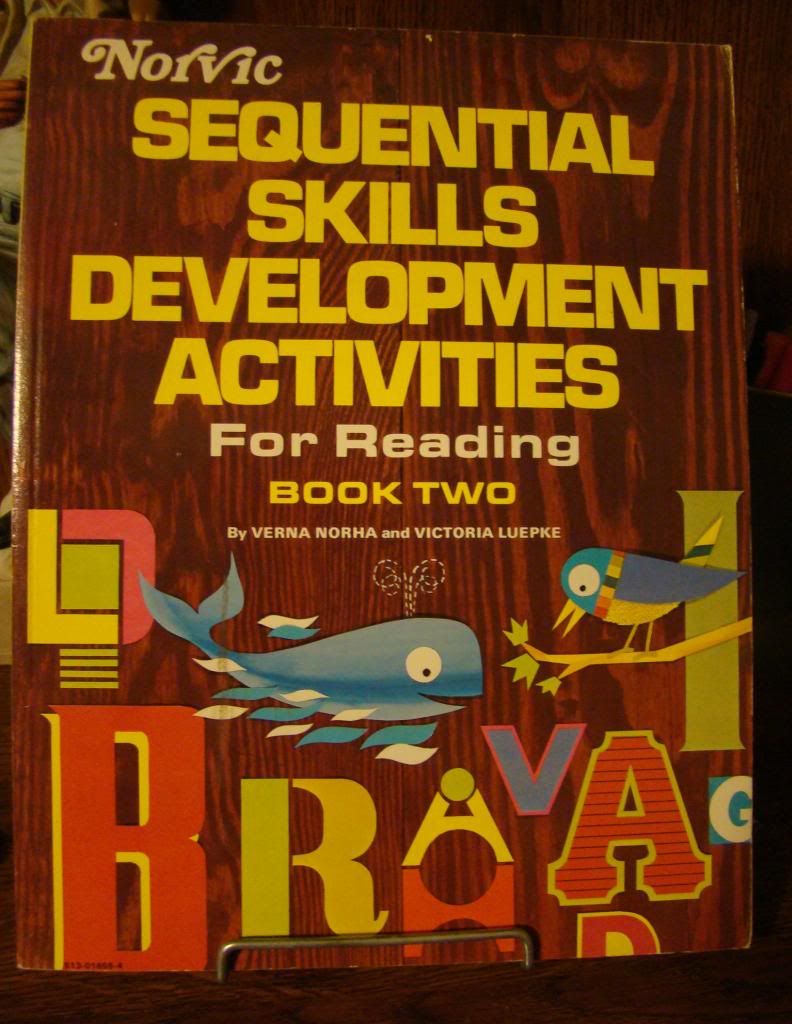 Norvic
SEQUENTIAL
SKILLS
DEVELOPMENT
ACTIVITIES
For Reading
BOOK TWO
By VERNA NORHA and VICTORIA LUEPKE
L D
I
B R A V A G
R